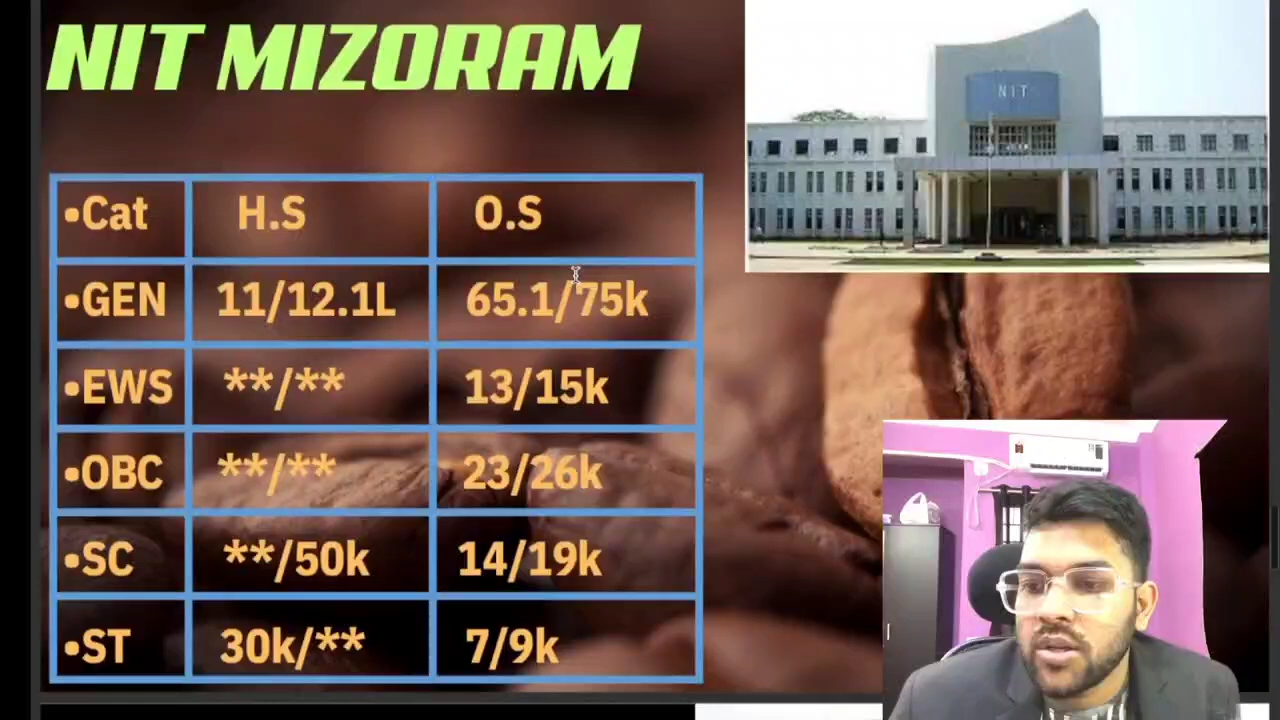 NIT MIZORAM
NIT
•Cat H.S O.S
•GEN 11/12.1L 65.1/75k
•EWS **/** 13/15k
•OBC **/** 23/26k
•SC **/50k 14/19k
•ST 30k/** 7/9k